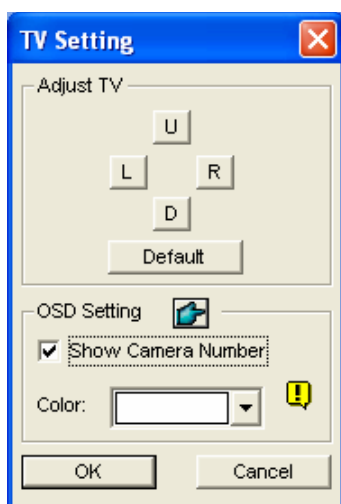 TV Setting
Adjust TV
U
L R
D
Default
OSD Setting
Show Camera Number
Color:
OK Cancel